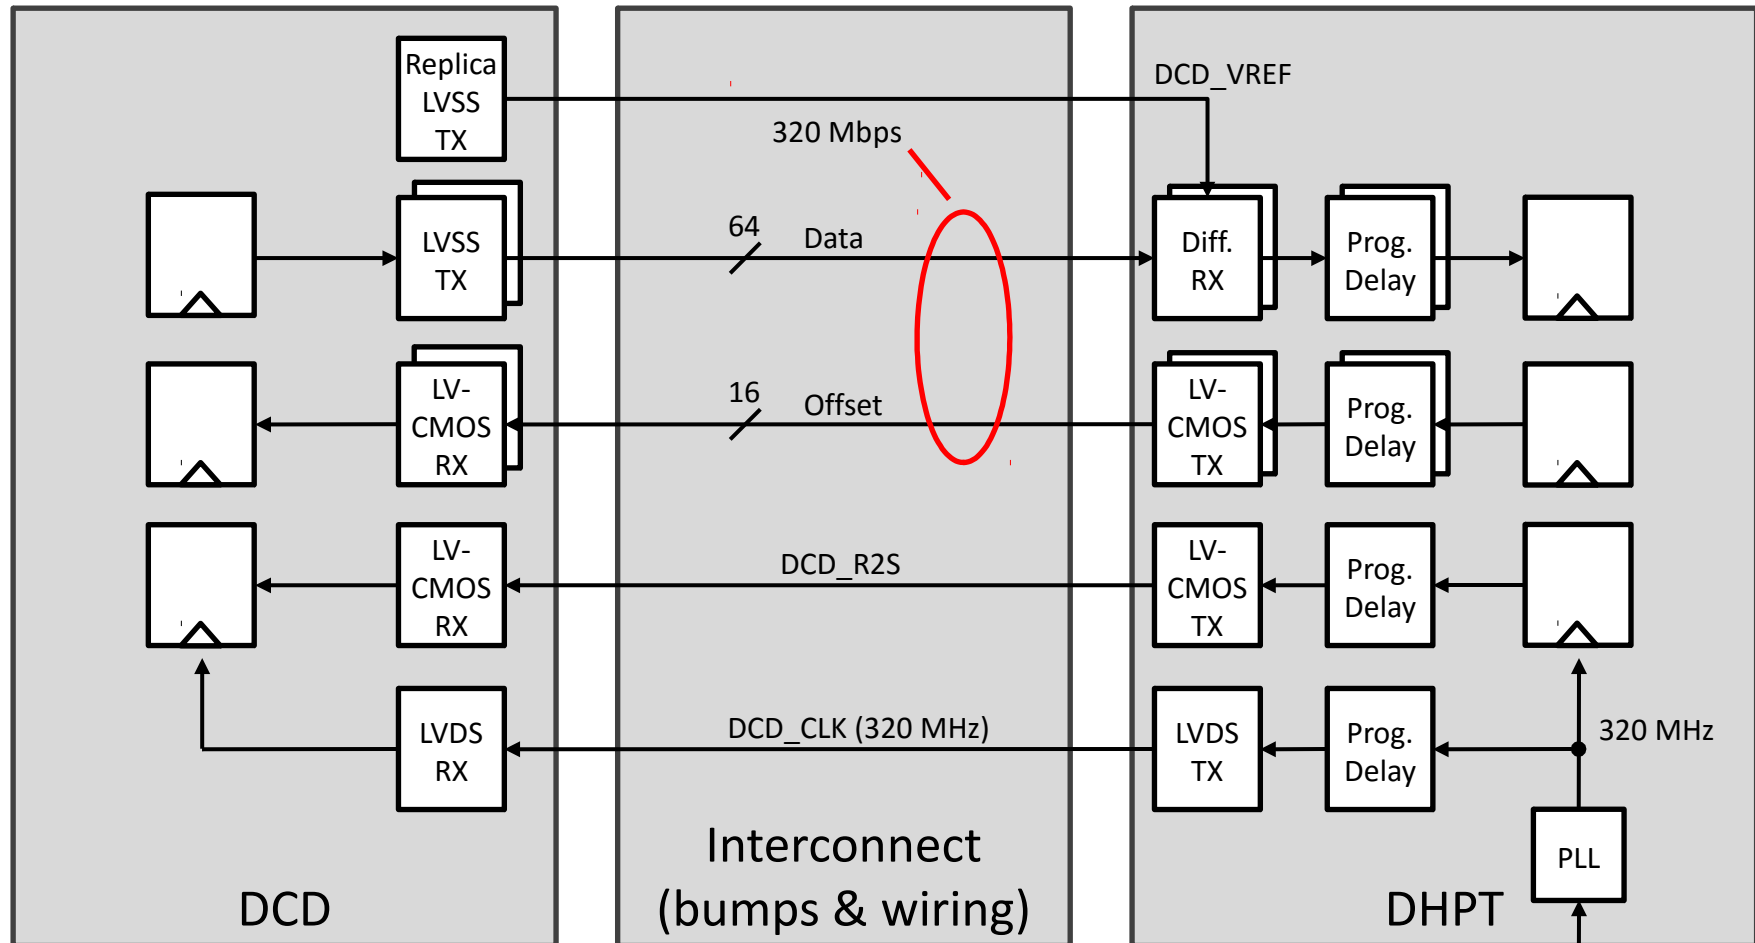 Replica
LVSS
TX
DCD_VREF
320 Mbps
LVSS
TX
64
Data
Diff.
RX
Prog.
Delay
LV-
CMOS
RX
16
Offset
LV-
CMOS
TX
Prog.
Delay
LV-
CMOS
RX
DCD_R2S
LV-
CMOS
TX
Prog.
Delay
LVDS
RX
DCD_CLK (320 MHz)
LVDS
TX
Prog.
Delay
320 MHz
PLL
DCD
Interconnect
(bumps & wiring)
DHPT